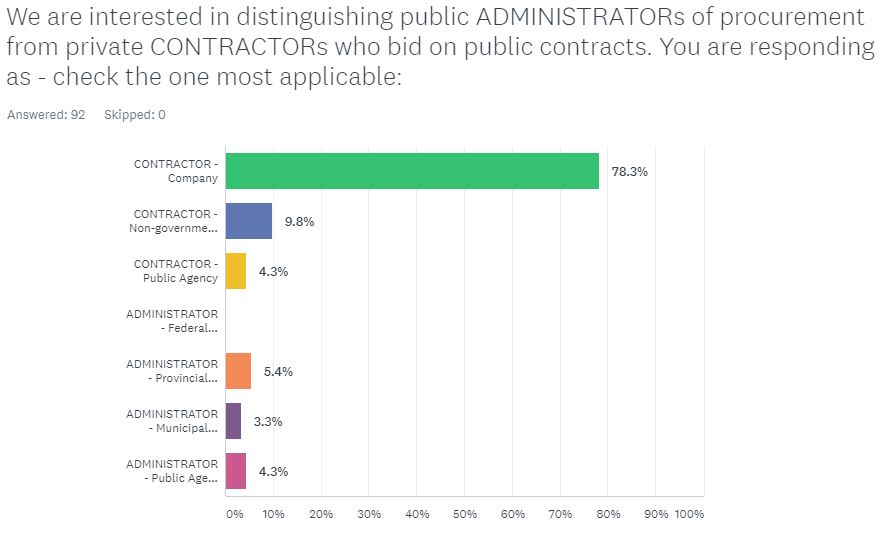 We are interested in distinguishing public ADMINISTRATORs of procurement
from private CONTRACTORs who bid on public contracts. You are responding
as - check the one most applicable:
Answered: 92 Skipped: 0
CONTRACTOR -
Company
78.3%
CONTRACTOR -
Non-governme...
9.8%
CONTRACTOR -
Public Agency
4.3%
ADMINISTRATOR
- Federal...
ADMINISTRATOR
- Provincial...
5.4%
ADMINISTRATOR
- Municipal...
3.3%
ADMINISTRATOR
- Public Age...
4.3%
0% 10% 20% 30% 40% 50% 60% 70% 80% 90% 100%